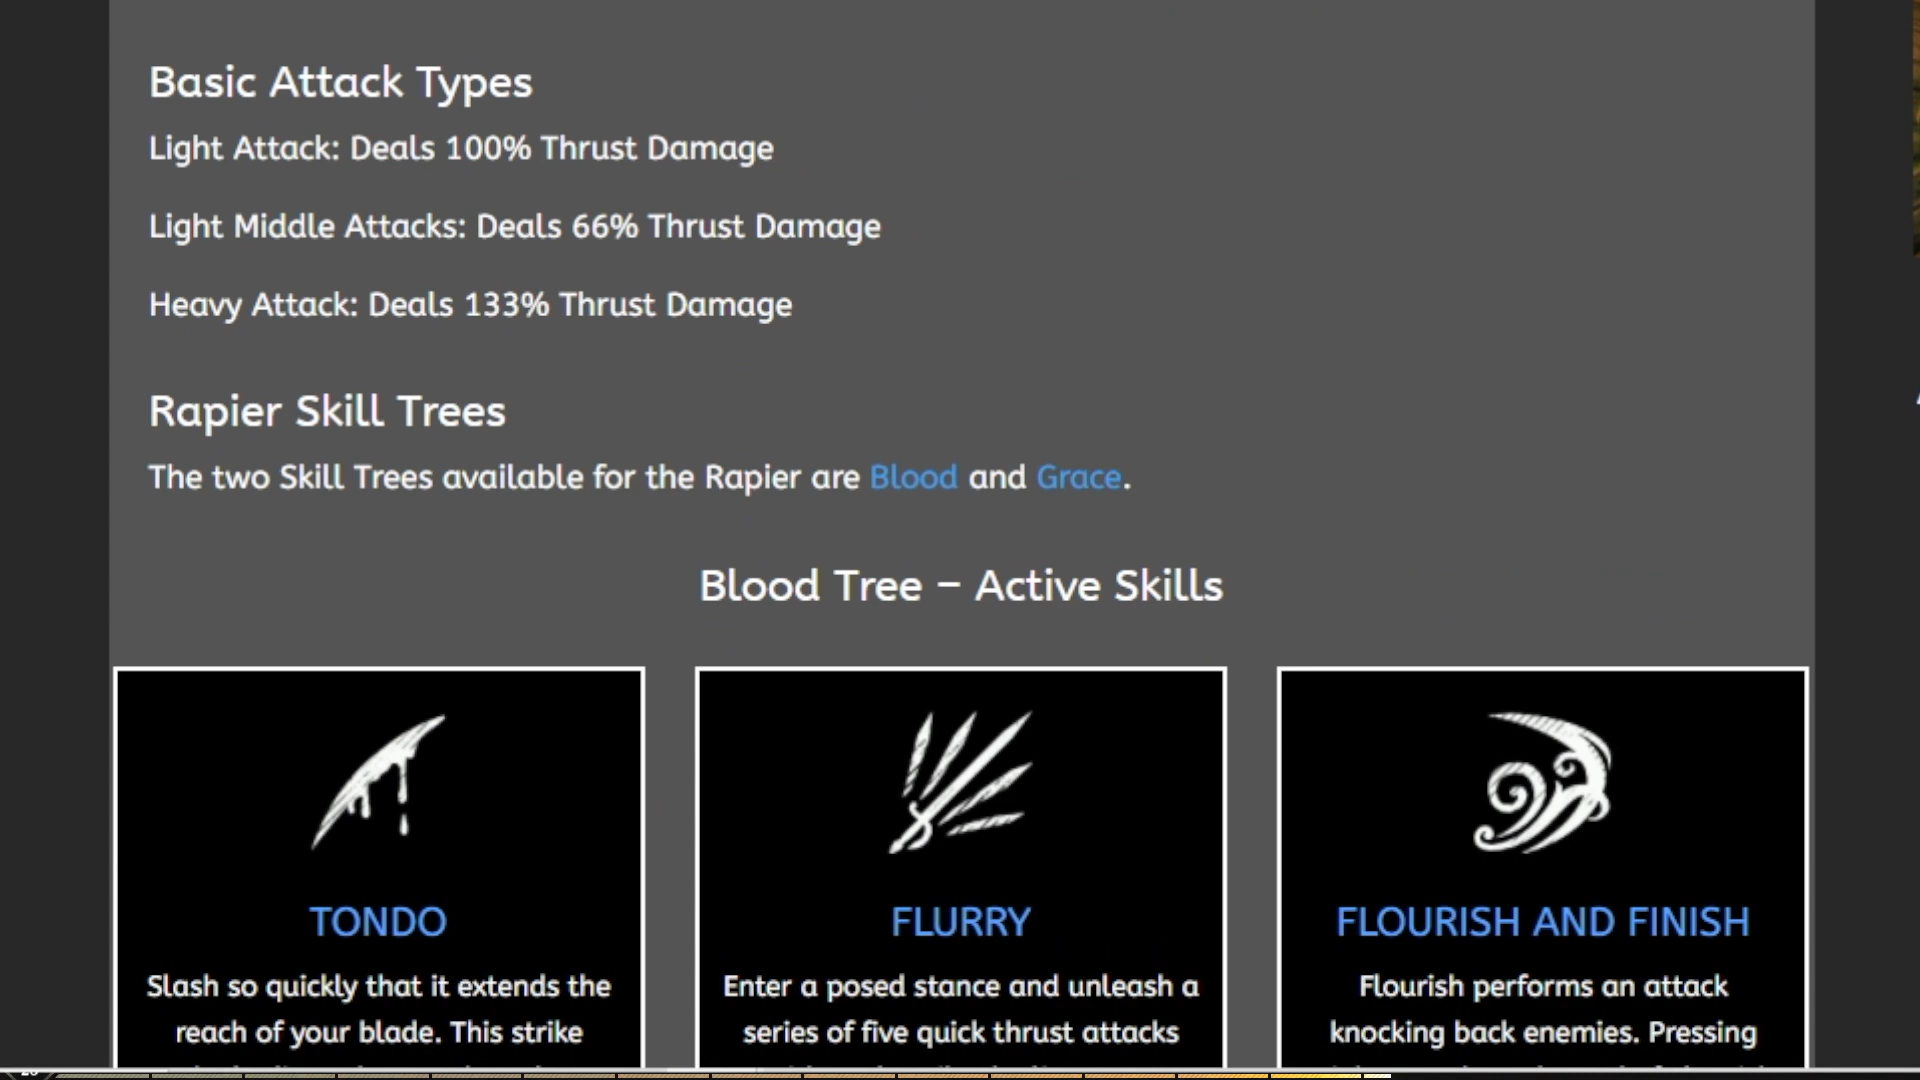 Basic Attack Types
Light Attack: Deals 100% Thrust Damage
Light Middle Attacks: Deals 66% Thrust Damage
Heavy Attack: Deals 133% Thrust Damage
Rapier Skill Trees
The two Skill Trees available for the Rapier are Blood and Grace.
Blood Tree – Active Skills
TONDO
Slash so quickly that it extends the
reach of your blade. This strike
FLURRY
Enter a posed stance and unleash a
series of five quick thrust attacks
FLOURISH AND FINISH
Flourish performs an attack
knocking back enemies. Pressing